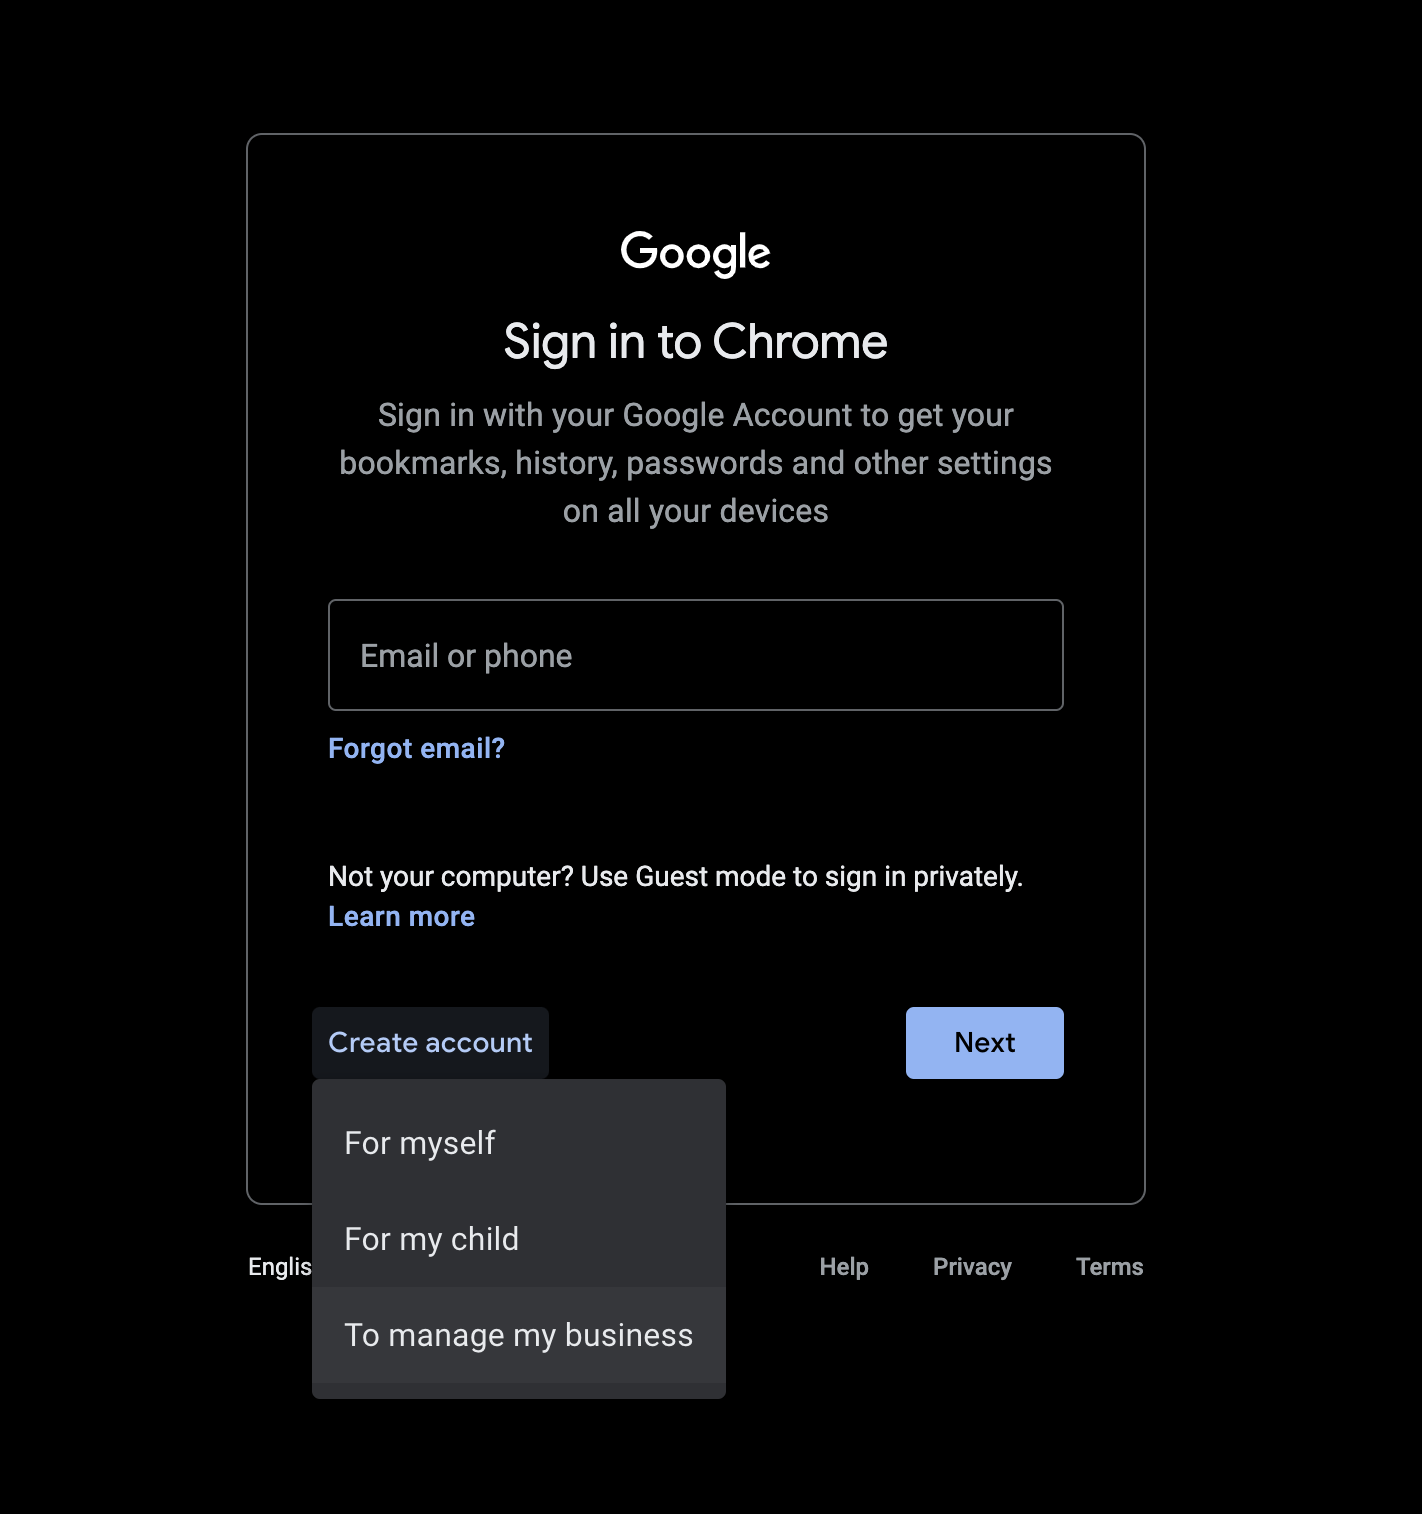 Google
Sign in to Chrome
Sign in with your Google Account to get your
bookmarks, history, passwords and other settings
on all your devices
Email or phone
Forgot email?
Not your computer? Use Guest mode to sign in privately.
Learn more
Create account
Next
For myself
For my child
To manage my business
Englis
Help
Privacy
Terms